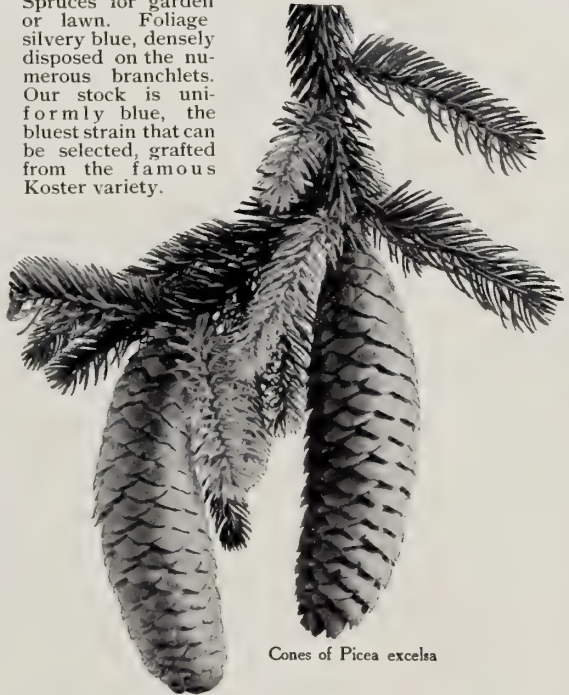 Spruces for garden
or lawn. Foliage
silvery blue, densely
disposed on the nu-
merous branchlets.
Our stock is uni-
formly blue, the
bluest strain that can
be selected, grafted
from the famous
Koster variety.
Cones of Picea excelsa